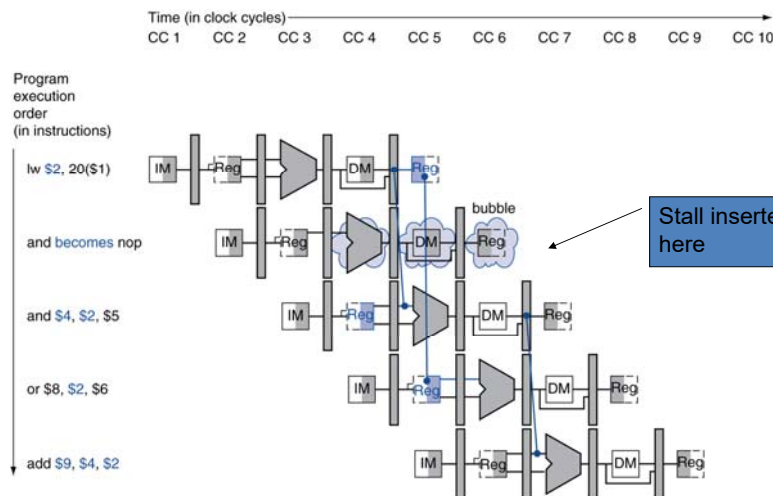 Time (in clock cycles)
CC 1 CC 2 CC 3 CC 4 CC 5 CC 6 CC 7 CC 8 CC 9 CC 10
Program
execution
order
(in instructions)
lw $2, 20($1)
IM Reg DM Reg
bubble
and becomes nop
IM Reg DM Reg
Stall inserted
here
and $4, $2, $5
IM Reg DM Reg
or $8, $2, $6
IM Reg DM Reg
add $9, $4, $2
IM Reg DM Reg